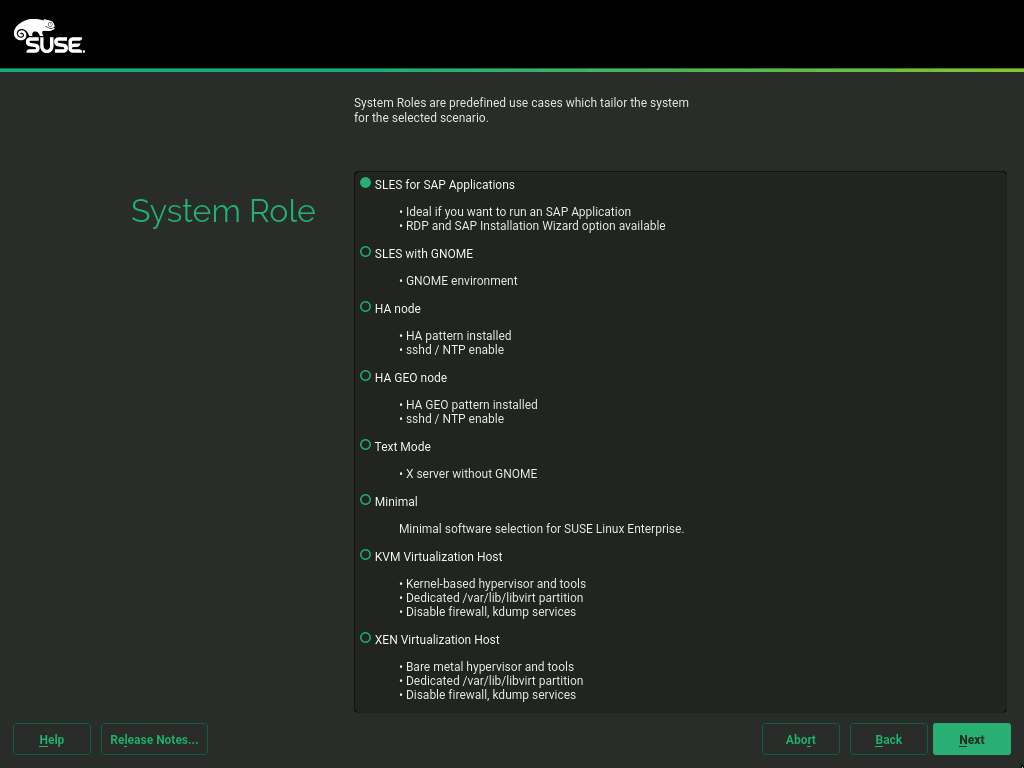 SUSE.
System Roles are predefined use cases which tailor the system
for the selected scenario.
System Role
SLES for SAP Applications
• Ideal if you want to run an SAP Application
• RDP and SAP Installation Wizard option available
SLES with GNOME
• GNOME environment
HA node
• HA pattern installed
• sshd / NTP enable
HA GEO node
• HA GEO pattern installed
• sshd / NTP enable
Text Mode
• X server without GNOME
Minimal
Minimal software selection for SUSE Linux Enterprise.
KVM Virtualization Host
• Kernel-based hypervisor and tools
• Dedicated /var/lib/libvirt partition
• Disable firewall, kdump services
XEN Virtualization Host
• Bare metal hypervisor and tools
• Dedicated /var/lib/libvirt partition
• Disable firewall, kdump services
Help Release Notes... Abort Back Next